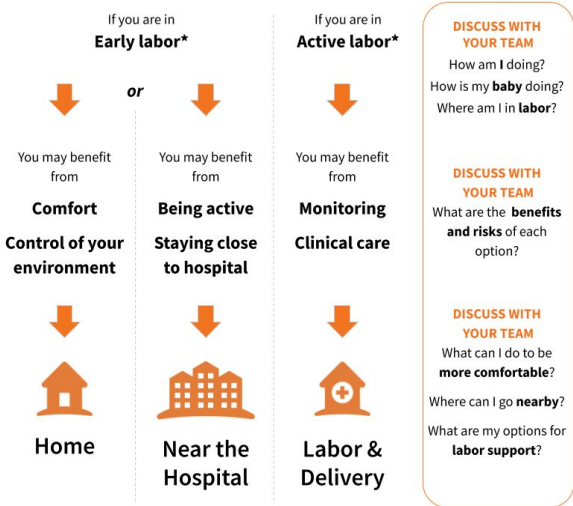 If you are in
Early labor*
or
You may benefit
from
Comfort
Control of your
environment
Home
You may benefit
from
Being active
Staying close
to hospital
Near the
Hospital
If you are in
Active labor*
You may benefit
from
Monitoring
Clinical care
Labor &
Delivery
DISCUSS WITH
YOUR TEAM
How am I doing?
How is my baby doing?
Where am I in labor?
DISCUSS WITH
YOUR TEAM
What are the benefits
and risks of each
option?
DISCUSS WITH
YOUR TEAM
What can I do to be
more comfortable?
Where can I go nearby?
What are my options for
labor support?